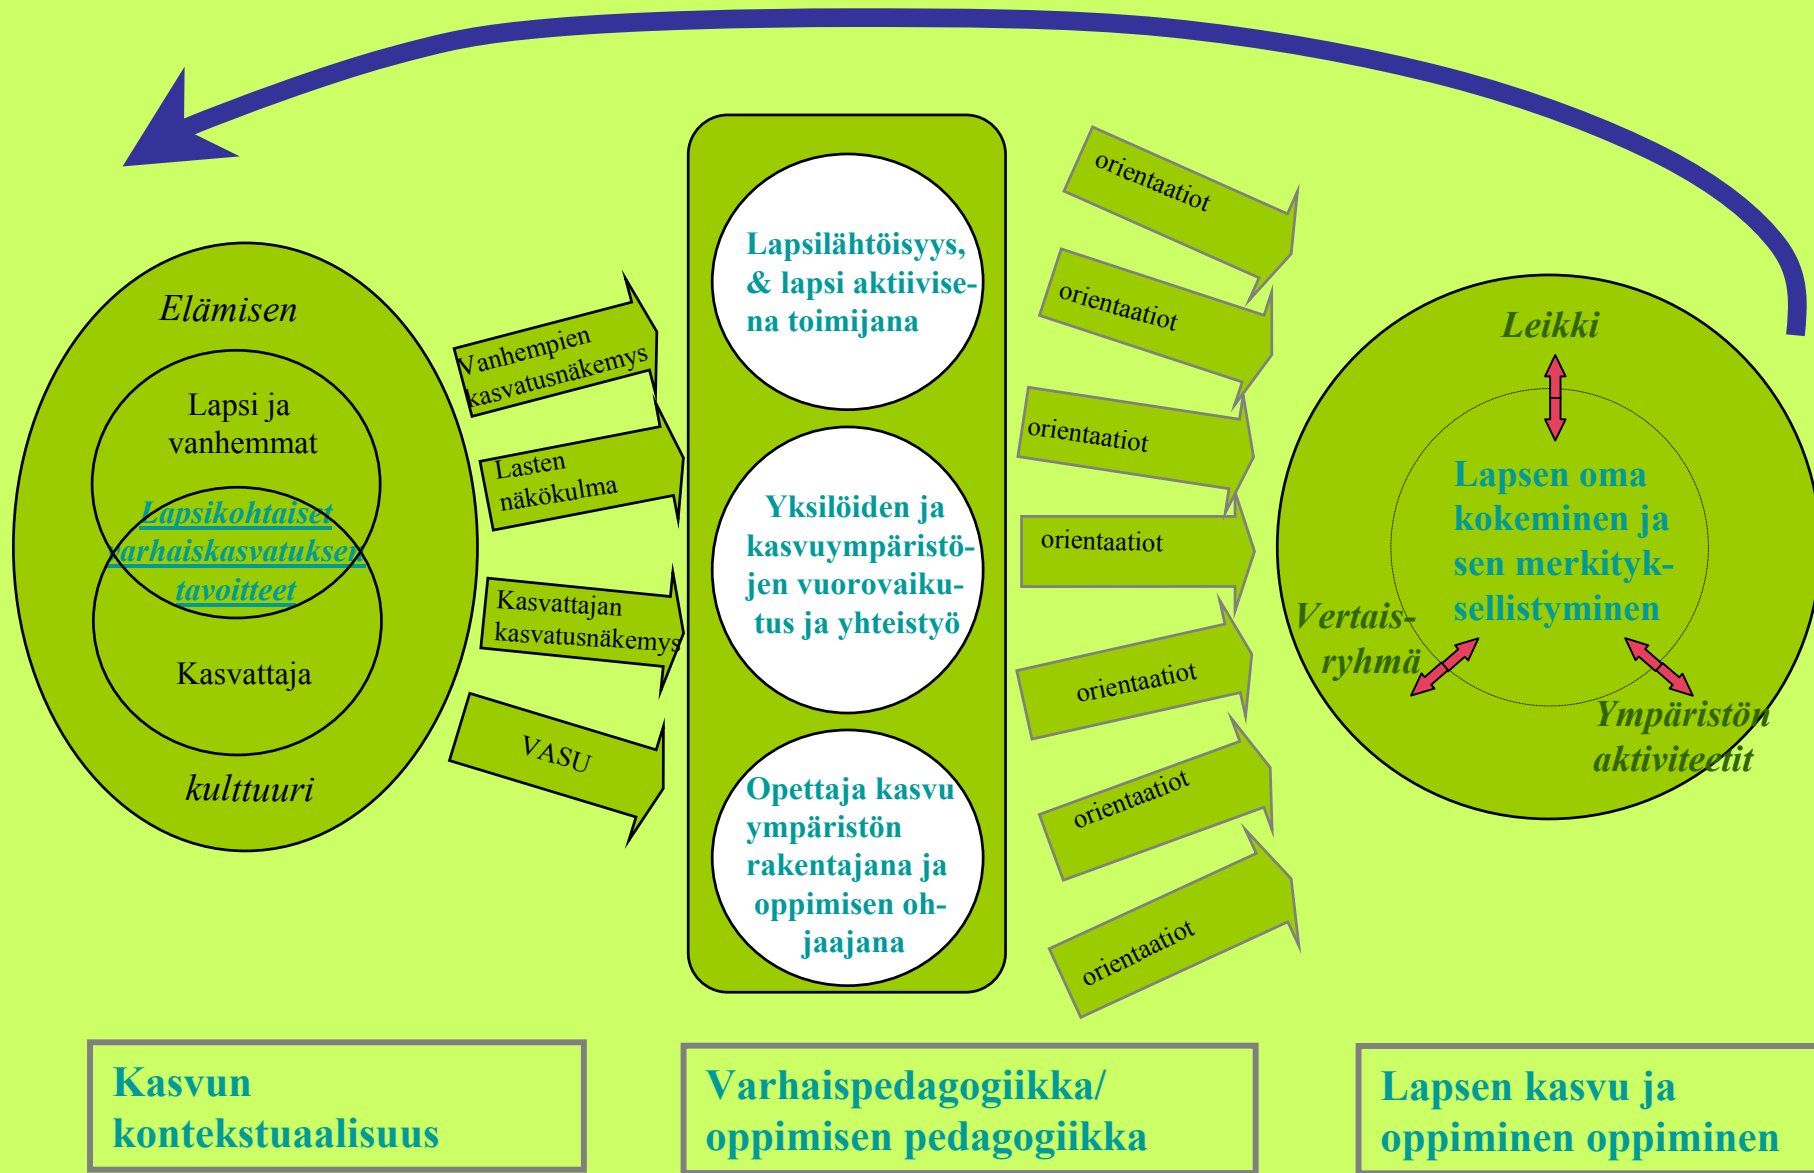 Elämisen
Lapsi ja
vanhemmat
Lapsikohtaiset
varhaiskasvatuksen
tavoitteet
Kasvattaja
kulttuuri
Vanhempien
kasvatusnäkemys
Lasten
näkökulma
Kasvattajan
kasvatusnäkemys
VASU
Lapsilähtöisyys,
& lapsi aktiivise-
na toimijana
Yksilöiden ja
kasvuympäristö-
jen vuorovaiku-
tus ja yhteistyö
Opettaja kasvu
ympäristön
rakentajana ja
oppimisen oh-
jaajana
orientaatiot
orientaatiot
orientaatiot
orientaatiot
orientaatiot
orientaatiot
orientaatiot
Leikki
Lapsen oma
kokeminen ja
sen merkityk-
sellistyminen
Vertais-
ryhmä
Ympäristön
aktiviteetit
Kasvun
kontekstuaalisuus
Varhaispedagogiikka/
oppimisen pedagogiikka
Lapsen kasvu ja
oppiminen oppiminen